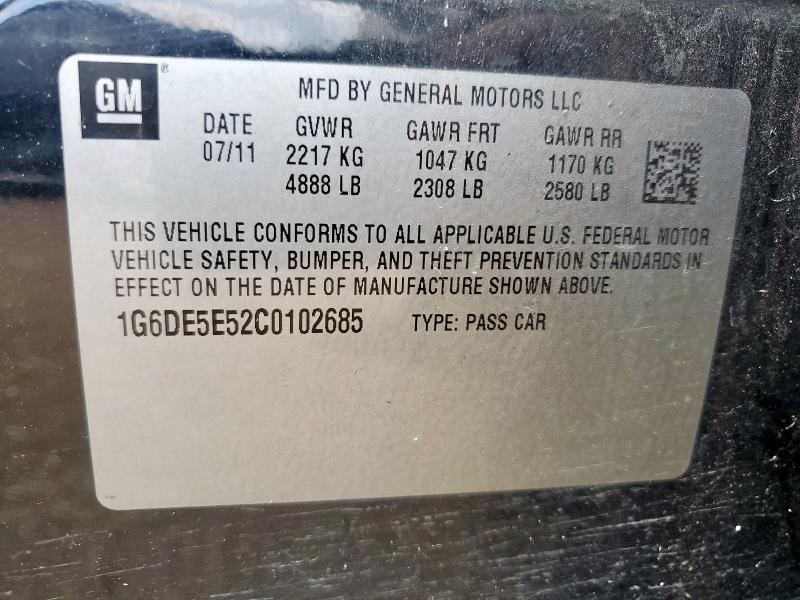 GM®
MFD BY GENERAL MOTORS LLC
DATE GVWR GAWR FRT GAWR RR
07/11 2217 KG 1047 KG 1170 KG
4888 LB 2308 LB 2580 LB
THIS VEHICLE CONFORMS TO ALL APPLICABLE U.S. FEDERAL MOTOR
VEHICLE SAFETY, BUMPER, AND THEFT PREVENTION STANDARDS IN
EFFECT ON THE DATE OF MANUFACTURE SHOWN ABOVE.
1G6DE5E52C0102685 TYPE: PASS CAR